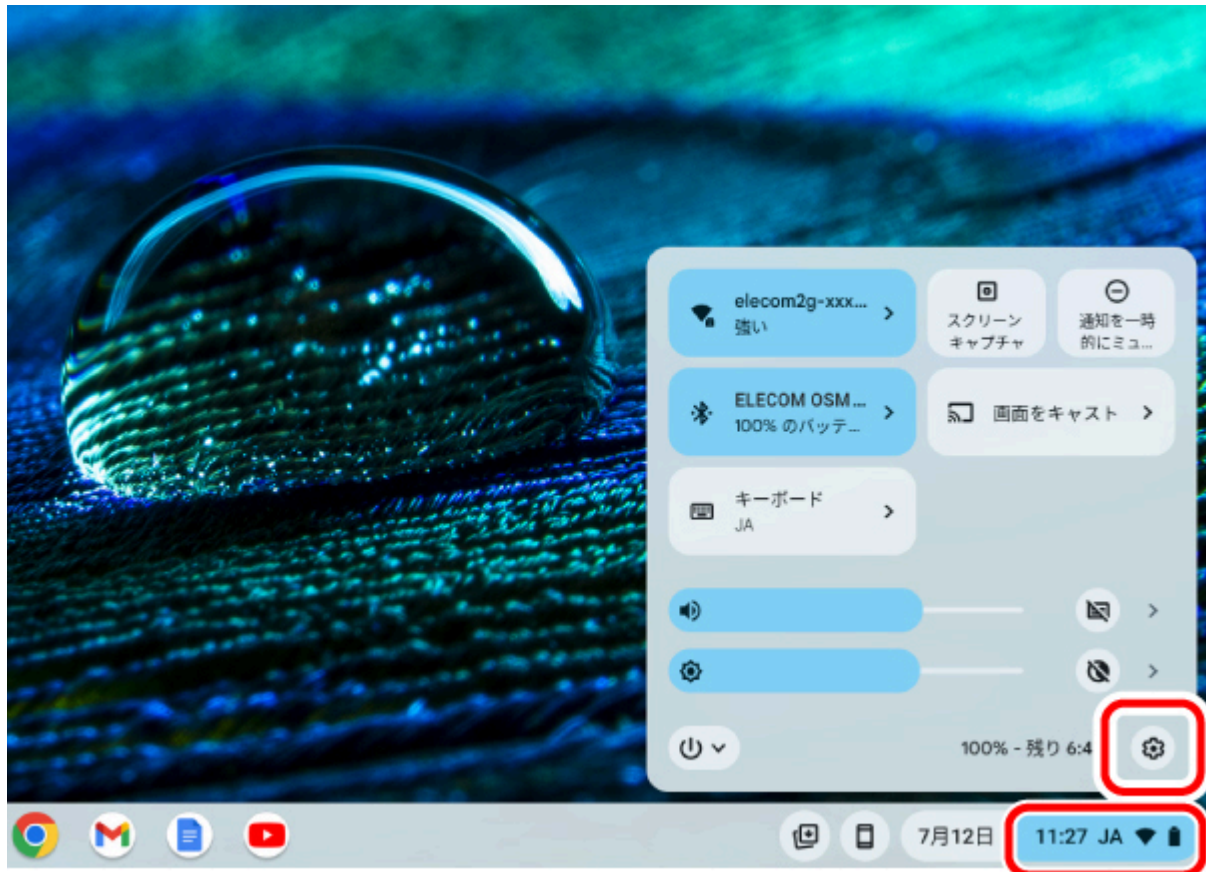 elecom2g-xxx...
強い
スクリーン
キャプチャ
通知を一時
的にミュ...
ELECOM OSM...
100% のバッテ...
画面をキャスト
キーボード
JA
100% - 残り 6:4
7月12日
11:27 JA